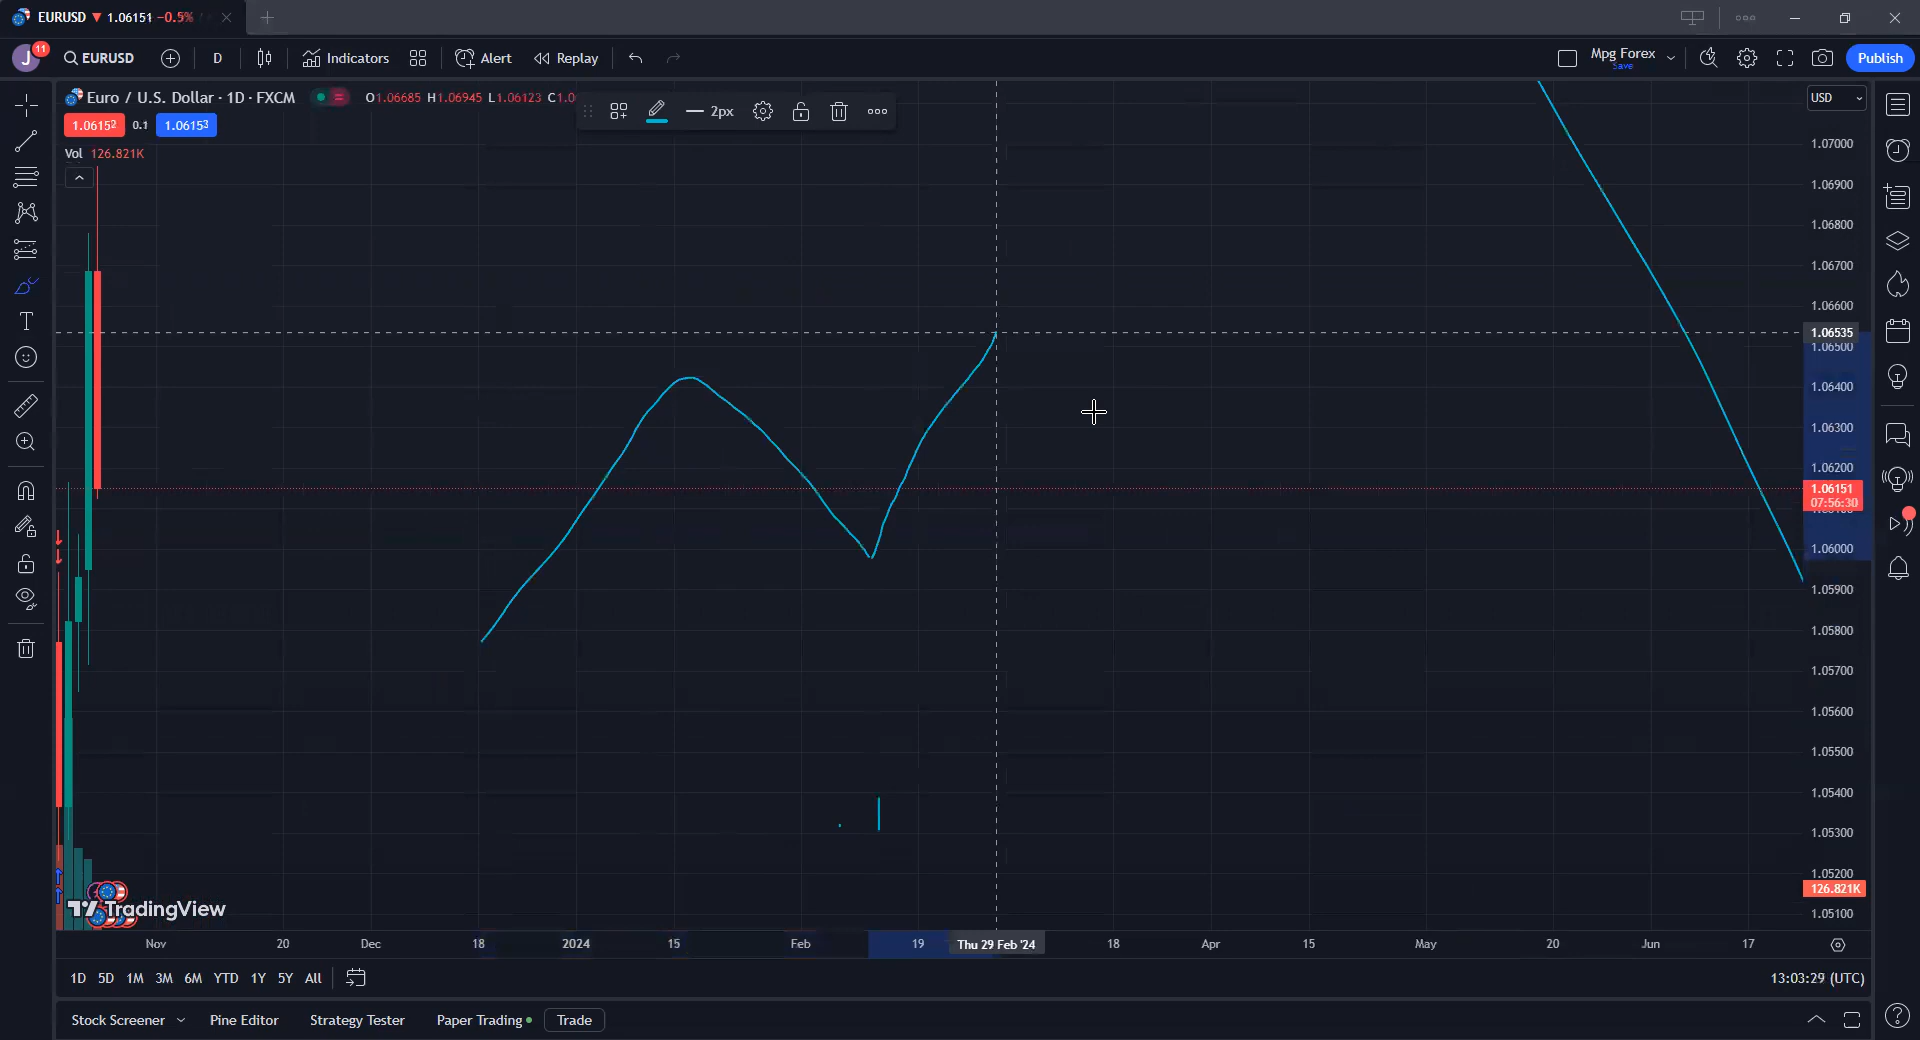 EURUSD ▼ 1.06151 −0.5% /
J 11 EURUSD D Indicators Alert Replay Mpg Forex Save Publish
Euro / U.S. Dollar · 1D · FXCM O1.06685 H1.06945 L1.06123 C1.0
2px
USD
1.06152 0.1 1.06153
Vol 126.821K
1.07000
1.06900
1.06800
1.06700
1.06600
1.06535
1.06500
1.06400
1.06300
1.06200
1.06151
07:56:30
1.06000
1.05900
1.05800
1.05700
1.05600
1.05500
1.05400
1.05300
1.05200
126.821K
1.05100
TradingView
Nov 20 Dec 18 2024 15 Feb 19 Thu 29 Feb '24 18 Apr 15 May 20 Jun 17
1D 5D 1M 3M 6M YTD 1Y 5Y All 13:03:29 (UTC)
Stock Screener Pine Editor Strategy Tester Paper Trading Trade